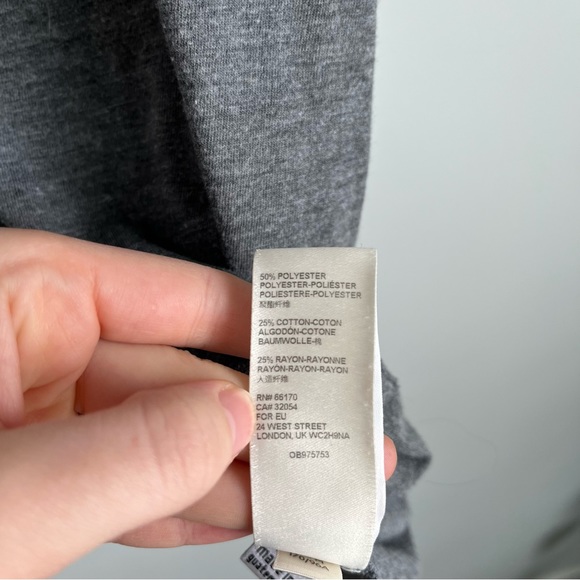 50% POLYESTER
POLYESTER-POLIÉSTER
POLIESTERE-POLYESTER
聚酯纤维
25% COTTON-COTON
ALGODÓN-COTONE
BAUMWOLLE-棉
25% RAYON-RAYONNE
RAYÓN-RAYON-RAYON
人造纤维
RN# 66170
CA# 32054
FOR EU
24 WEST STREET
LONDON, UK WC2H9NA
OB975753